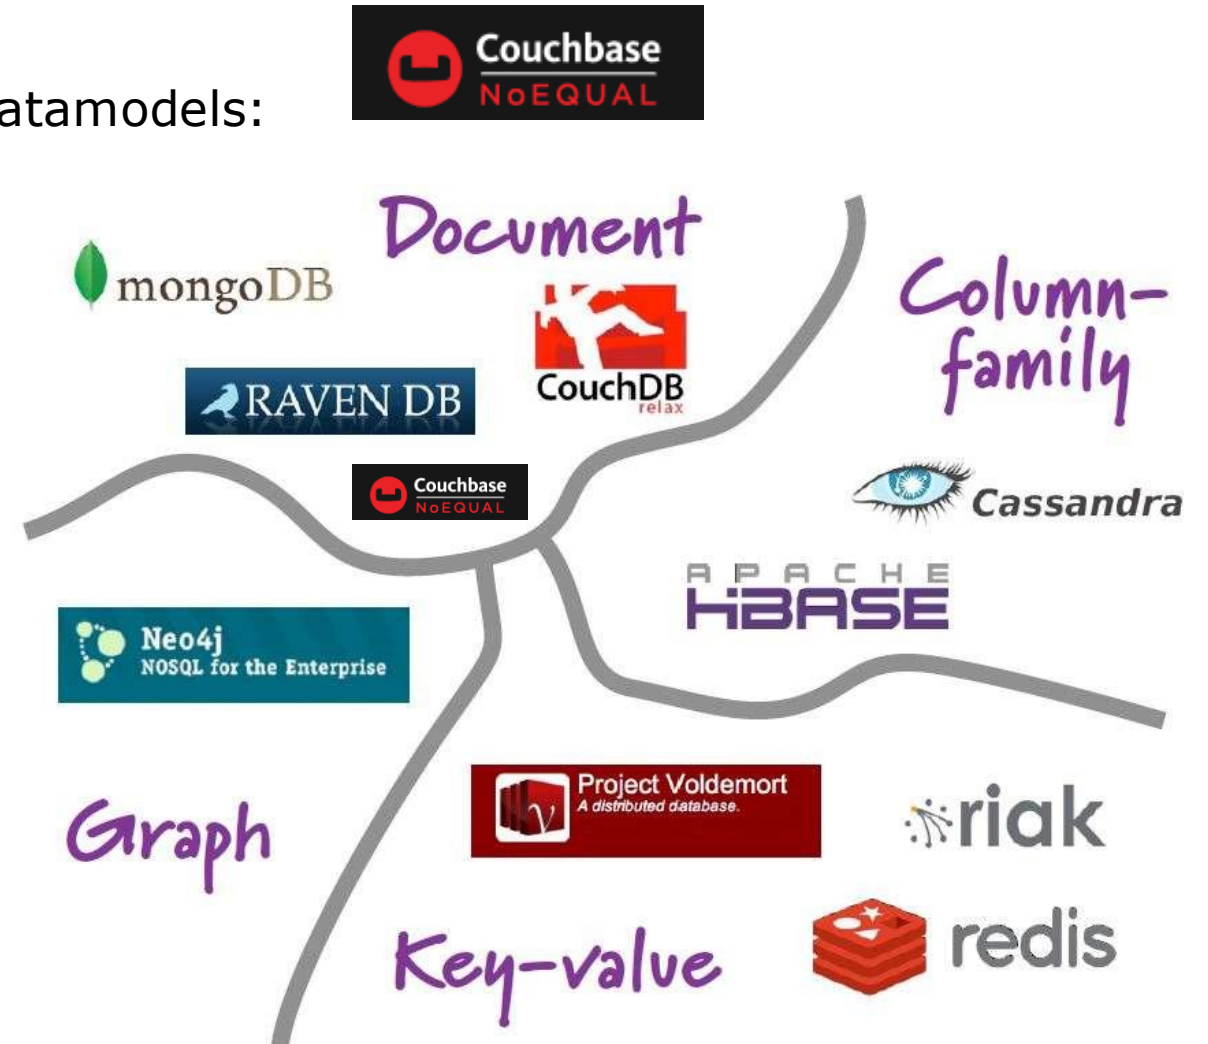 Couchbase
NoEQUAL
atamodels:
Document
mongoDB
Column-
family
CouchDB
relax
RAVEN DB
Couchbase
NoEQUAL
Cassandra
APACHE
HBASE
Neo4j
NOSQL for the Enterprise
Project Voldemort
A distributed database.
riak
Graph
redis
Key-value